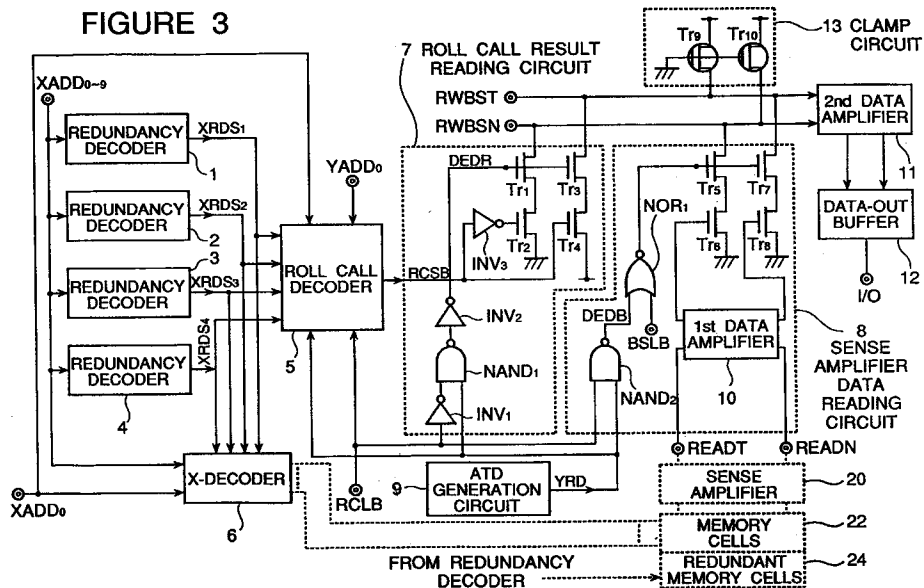 FIGURE 3
7 ROLL CALL RESULT
READING CIRCUIT
Tr9
Tr10
13 CLAMP
CIRCUIT
XADD0~9
RWBST
RWBSN
2nd DATA
AMPLIFIER
11
REDUNDANCY
DECODER
XRDS1
1
YADD0
DEDR
Tr1
Tr3
Tr5
Tr7
REDUNDANCY
DECODER
XRDS2
2
NOR1
DATA-OUT
BUFFER
12
INV3
Tr2
Tr4
Tr6
Tr8
3
REDUNDANCY
DECODER
XRDS3
ROLL CALL
DECODER
5
RCSB
I/O
INV2
DEDB
BSLB
1st DATA
AMPLIFIER
10
8
SENSE
AMPLIFIER
DATA
READING
CIRCUIT
REDUNDANCY
DECODER
XRDS4
4
NAND1
NAND2
INV1
READT
READN
X-DECODER
6
XADD0
RCLB
9
ATD
GENERATION
CIRCUIT
YRD
SENSE
AMPLIFIER
20
MEMORY
CELLS
22
FROM REDUNDANCY
DECODER
REDUNDANT
MEMORY CELLS
24